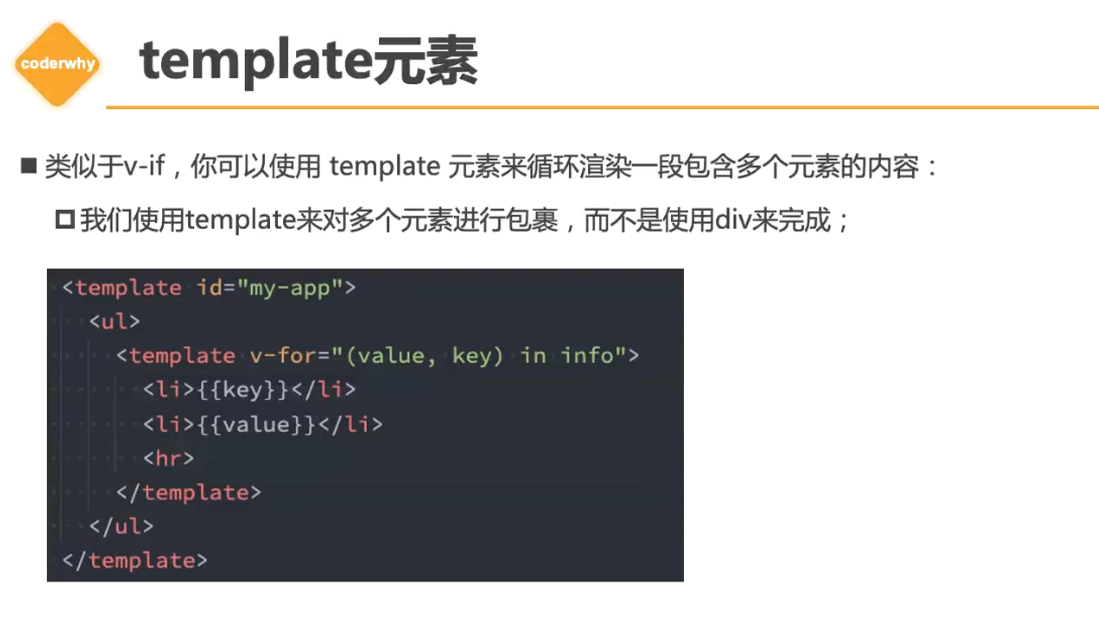 coderwhy
template元素
类似于v-if，你可以使用 template 元素来循环渲染一段包含多个元素的内容：
我们使用template来对多个元素进行包裹，而不是使用div来完成；
<template id="my-app">
<ul>
<template v-for="(value, key) in info">
<li>{{key}}</li>
<li>{{value}}</li>
<hr>
</template>
</ul>
</template>